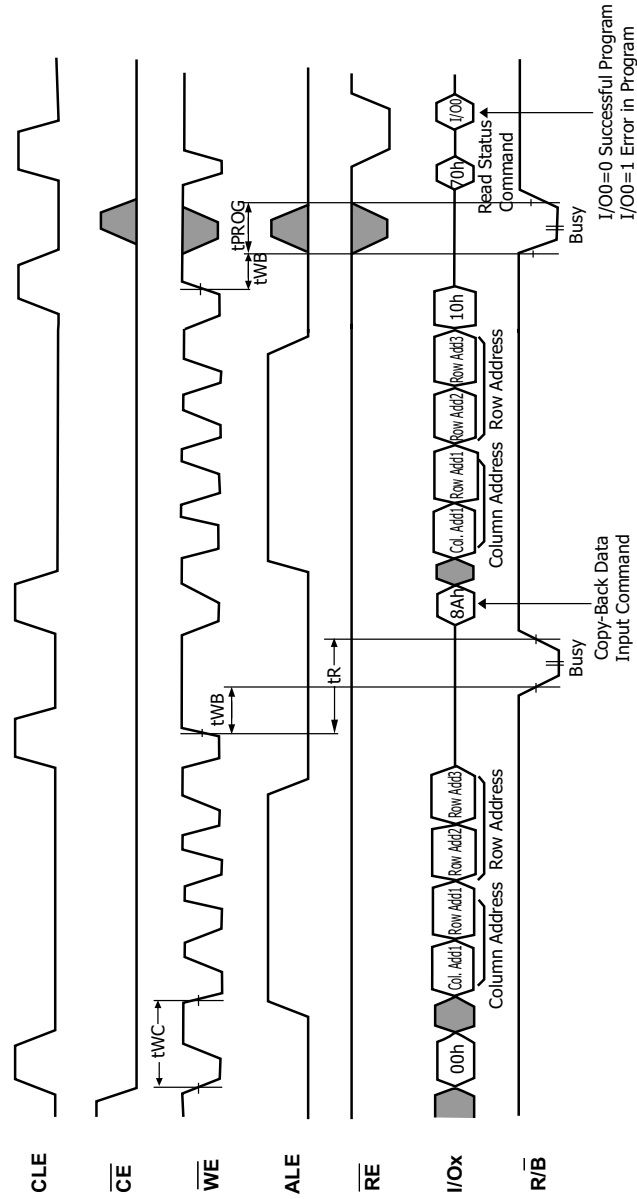 CLE
CE
WE
tWC
tWB
tWB
tPROG
ALE
RE
tR
I/Ox
00h
Col. Add1
Row Add1
Row Add2
Row Add3
8Ah
Col. Add1
Row Add1
Row Add2
Row Add3
10h
70h
I/O0
Column Address
Row Address
Column Address
Row Address
Read Status
Command
R/B
Busy
Busy
Copy-Back Data
Input Command
I/O0=0 Successful Program
I/O0=1 Error in Program